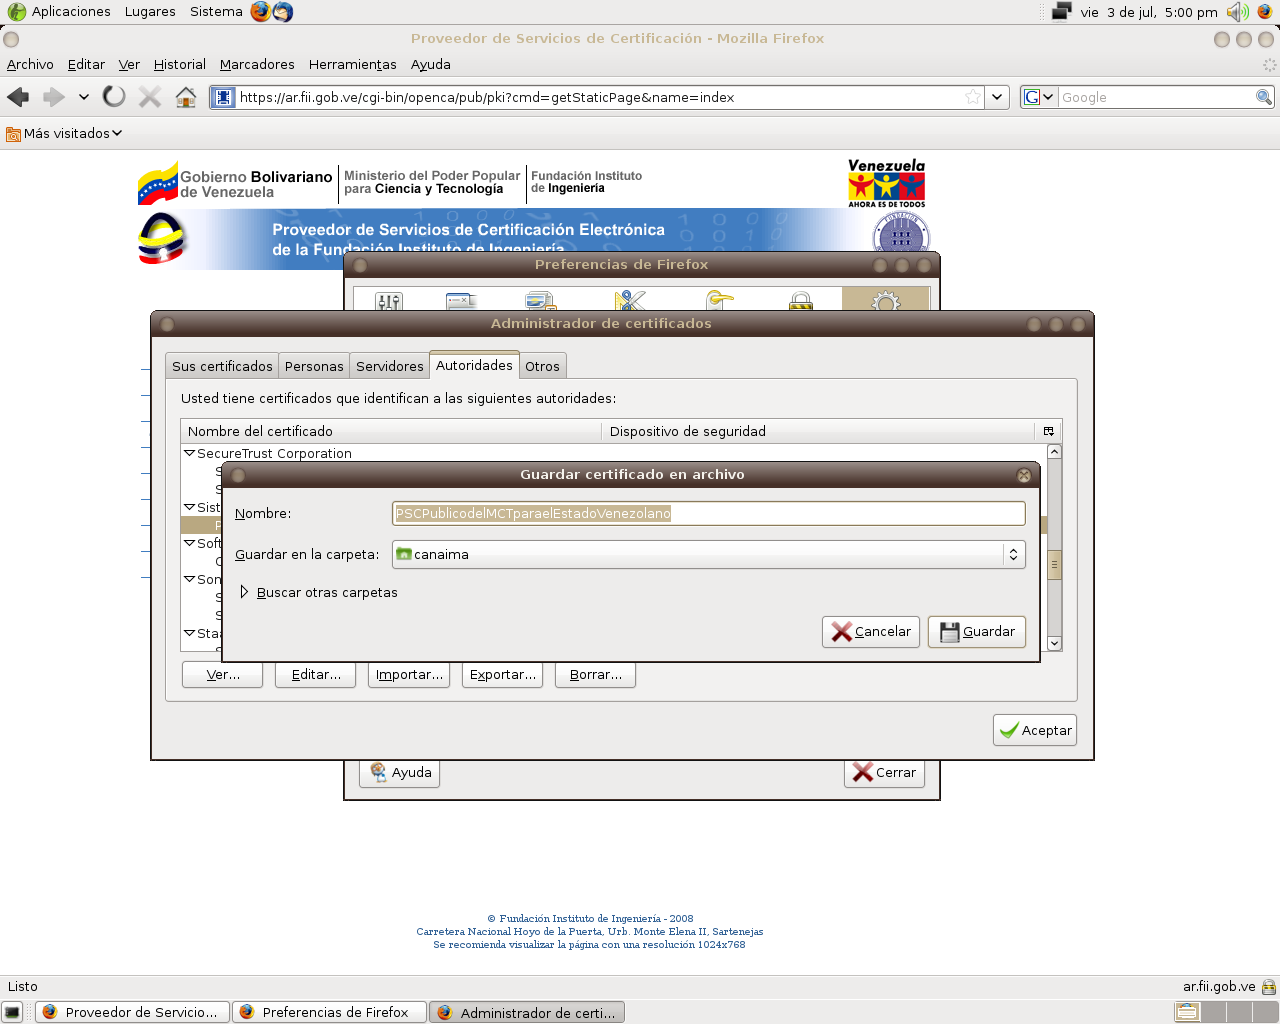 Aplicaciones Lugares Sistema
vie 3 de jul, 5:00 pm
Proveedor de Servicios de Certificación - Mozilla Firefox
Archivo Editar Ver Historial Marcadores Herramientas Ayuda
https://ar.fii.gob.ve/cgi-bin/openca/pub/pki?cmd=getStaticPage&name=index
G Google
Más visitados
Gobierno Bolivariano
de Venezuela
Ministerio del Poder Popular
para Ciencia y Tecnología
Fundación Instituto
de Ingeniería
Venezuela
AHORA ES DE TODOS
Proveedor de Servicios de Certificación Electrónica
de la Fundación Instituto de Ingeniería
FUNDACIÓN
Preferencias de Firefox
Administrador de certificados
Sus certificados Personas Servidores Autoridades Otros
Usted tiene certificados que identifican a las siguientes autoridades:
Nombre del certificado Dispositivo de seguridad
SecureTrust Corporation
Guardar certificado en archivo
Nombre: PSCPublicodelMCTparaelEstadoVenezolano
Guardar en la carpeta: canaima
Buscar otras carpetas
Cancelar Guardar
Sist
Soft
Son
Staa
Ver... Editar... Importar... Exportar... Borrar...
Aceptar
Ayuda Cerrar
© Fundación Instituto de Ingeniería - 2008
Carretera Nacional Hoyo de la Puerta, Urb. Monte Elena II, Sartenejas
Se recomienda visualizar la página con una resolución 1024x768
Listo
ar.fii.gob.ve
Proveedor de Servicio... Preferencias de Firefox Administrador de certi...